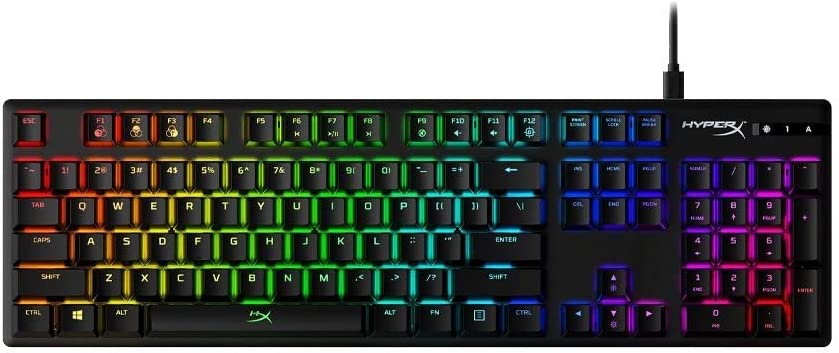 ESC F1 F2 F3 F4 F5 F6 F7 F8 F9 F10 F11 F12 PRINT SCREEN SCROLL LOCK PAUSE BREAK HYPERX 1 A
~ 1! 2@ 3# 4$ 5% 6^ 7& 8* 9( 0) -_ =+ INS HOME PGUP NUMLK / * -
TAB Q W E R T Y U I O P [{ ]} \| DEL END PGDN 7 HOME 8 9 PGUP +
CAPS A S D F G H J K L ;: '" ENTER 4 5 6
SHIFT Z X C V B N M ,< .> /? SHIFT 1 END 2 3 PGDN ENTER
CTRL ALT HX ALT FN CTRL 0 INS . DEL